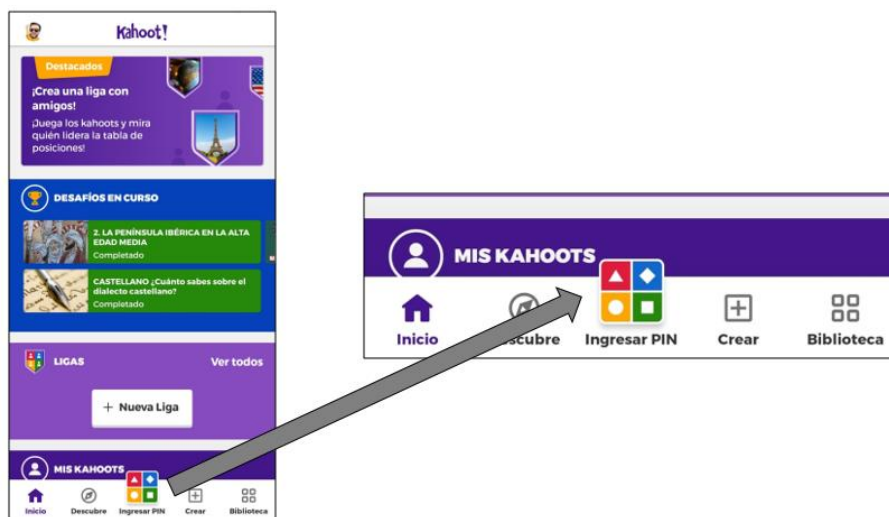 Kahoot!
Destacados
¡Crea una liga con
amigos!
¡Juega los kahoots y mira
quién lidera la tabla de
posiciones!
DESAFÍOS EN CURSO
2. LA PENÍNSULA IBÉRICA EN LA ALTA
EDAD MEDIA
Completado
CASTELLANO ¿Cuánto sabes sobre el
dialecto castellano?
Completado
LIGAS
Ver todos
+ Nueva Liga
MIS KAHOOTS
Inicio
Descubre
Ingresar PIN
Crear
Biblioteca
MIS KAHOOTS
Inicio
Descubre
Ingresar PIN
Crear
Biblioteca